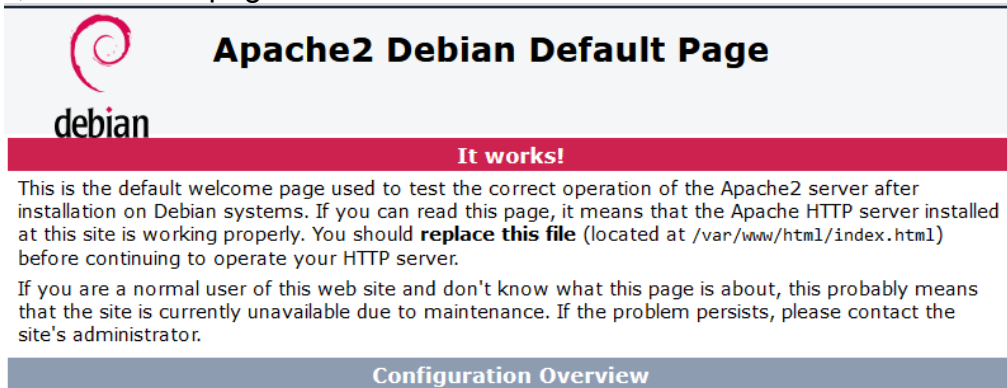 Apache2 Debian Default Page
debian
It works!
This is the default welcome page used to test the correct operation of the Apache2 server after
installation on Debian systems. If you can read this page, it means that the Apache HTTP server installed
at this site is working properly. You should replace this file (located at /var/www/html/index.html)
before continuing to operate your HTTP server.
If you are a normal user of this web site and don't know what this page is about, this probably means
that the site is currently unavailable due to maintenance. If the problem persists, please contact the
site's administrator.
Configuration Overview